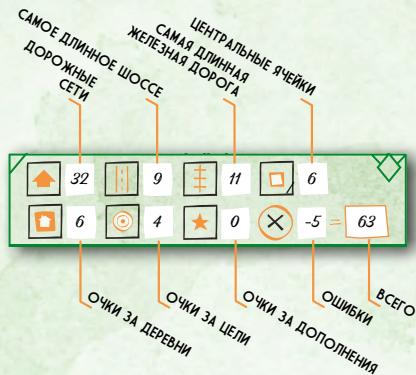 ЦЕНТРАЛЬНЫЕ ЯЧЕЙКИ
САМАЯ ДЛИННАЯ
ЖЕЛЕЗНАЯ ДОРОГА
САМОЕ ДЛИННОЕ ШОССЕ
ДОРОЖНЫЕ
СЕТИ
32 9 11 6
6 4 0 -5 = 63
ОЧКИ ЗА ДЕРЕВНИ
ОЧКИ ЗА ЦЕЛИ
ОЧКИ ЗА ДОПОЛНЕНИЯ
ОШИБКИ
ВСЕГО